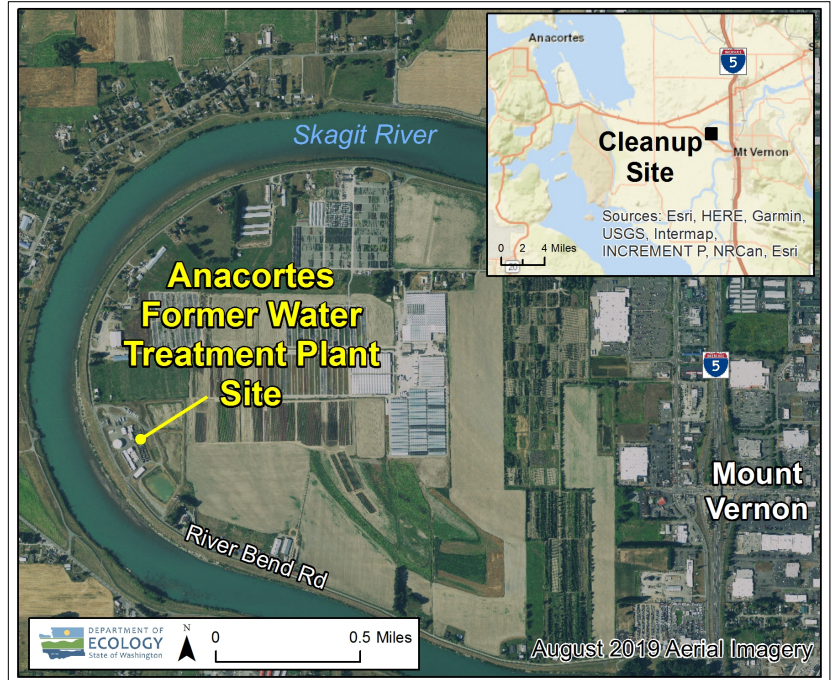 Anacortes
INTERSTATE
5
Cleanup
Site
Mt Vernon
Sources: Esri, HERE, Garmin,
USGS, Intermap,
INCREMENT P, NRCan, Esri
0 2 4 Miles
20
Skagit River
Anacortes
Former Water
Treatment Plant
Site
5
Mount
Vernon
River Bend Rd
DEPARTMENT OF
ECOLOGY
State of Washington
N
0 0.5 Miles
August 2019 Aerial Imagery